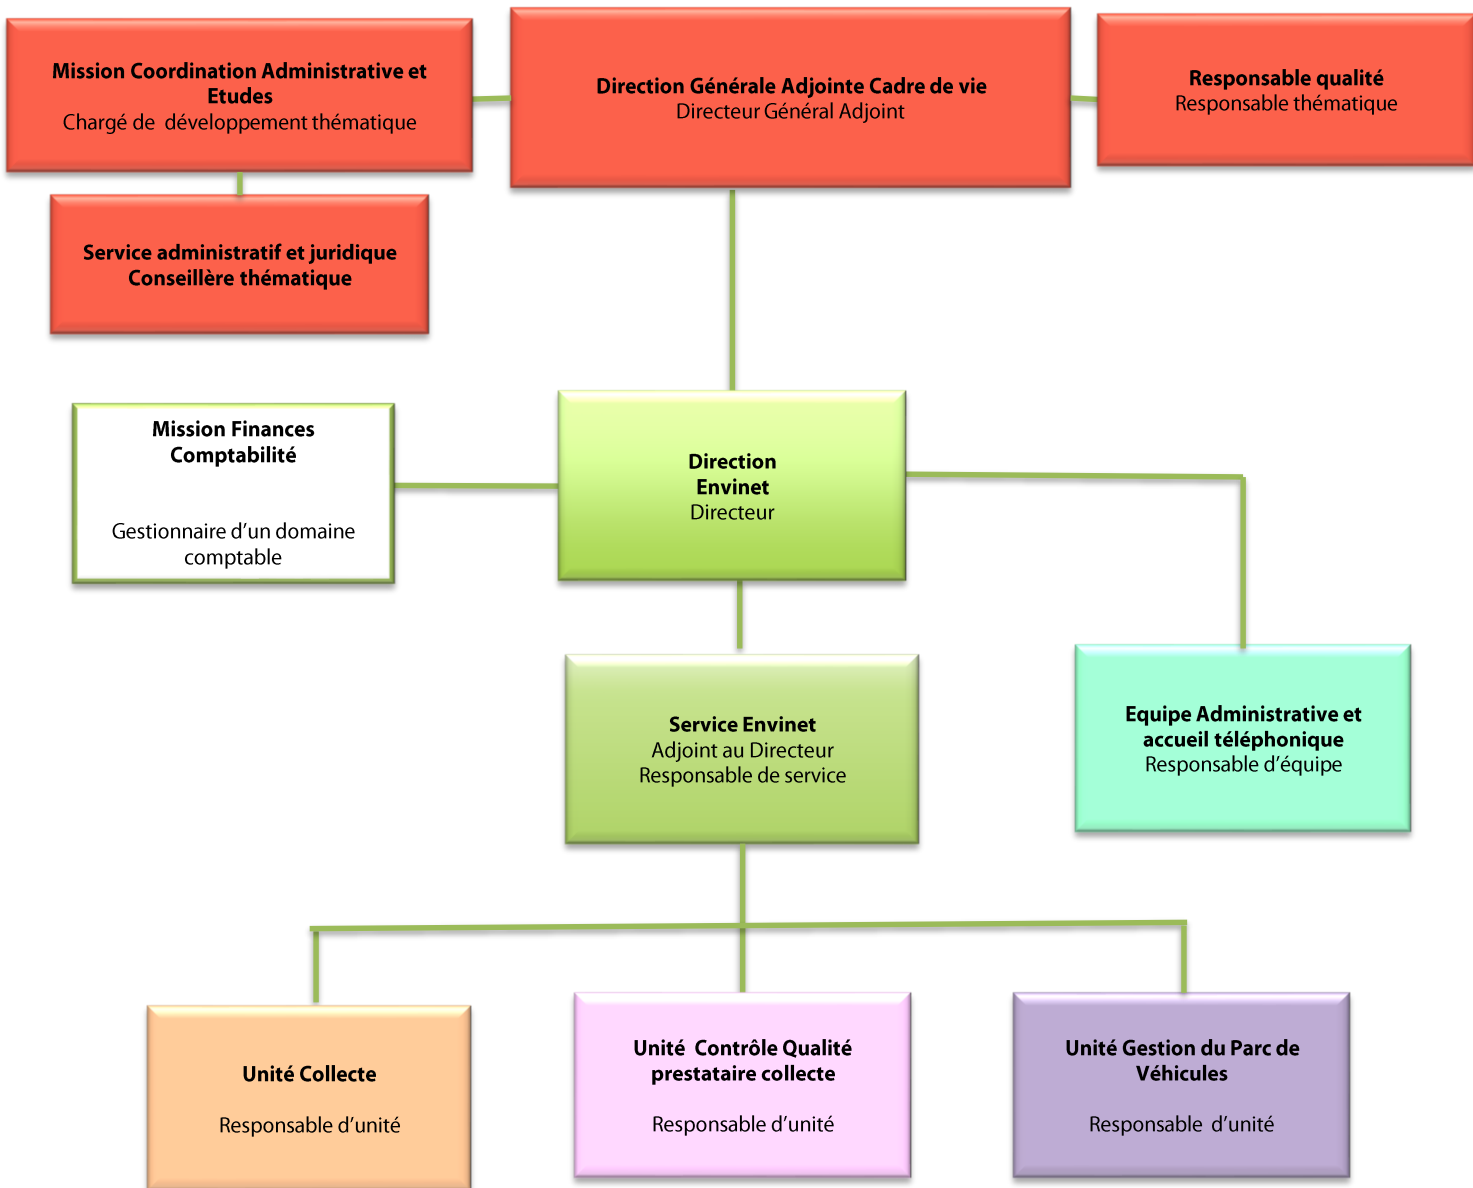 Mission Coordination Administrative et
Etudes
Chargé de développement thématique
Direction Générale Adjointe Cadre de vie
Directeur Général Adjoint
Responsable qualité
Responsable thématique
Service administratif et juridique
Conseillère thématique
Mission Finances
Comptabilité
Gestionnaire d’un domaine
comptable
Direction
Envinet
Directeur
Service Envinet
Adjoint au Directeur
Responsable de service
Equipe Administrative et
accueil téléphonique
Responsable d’équipe
Unité Collecte
Responsable d’unité
Unité Contrôle Qualité
prestataire collecte
Responsable d’unité
Unité Gestion du Parc de
Véhicules
Responsable d’unité